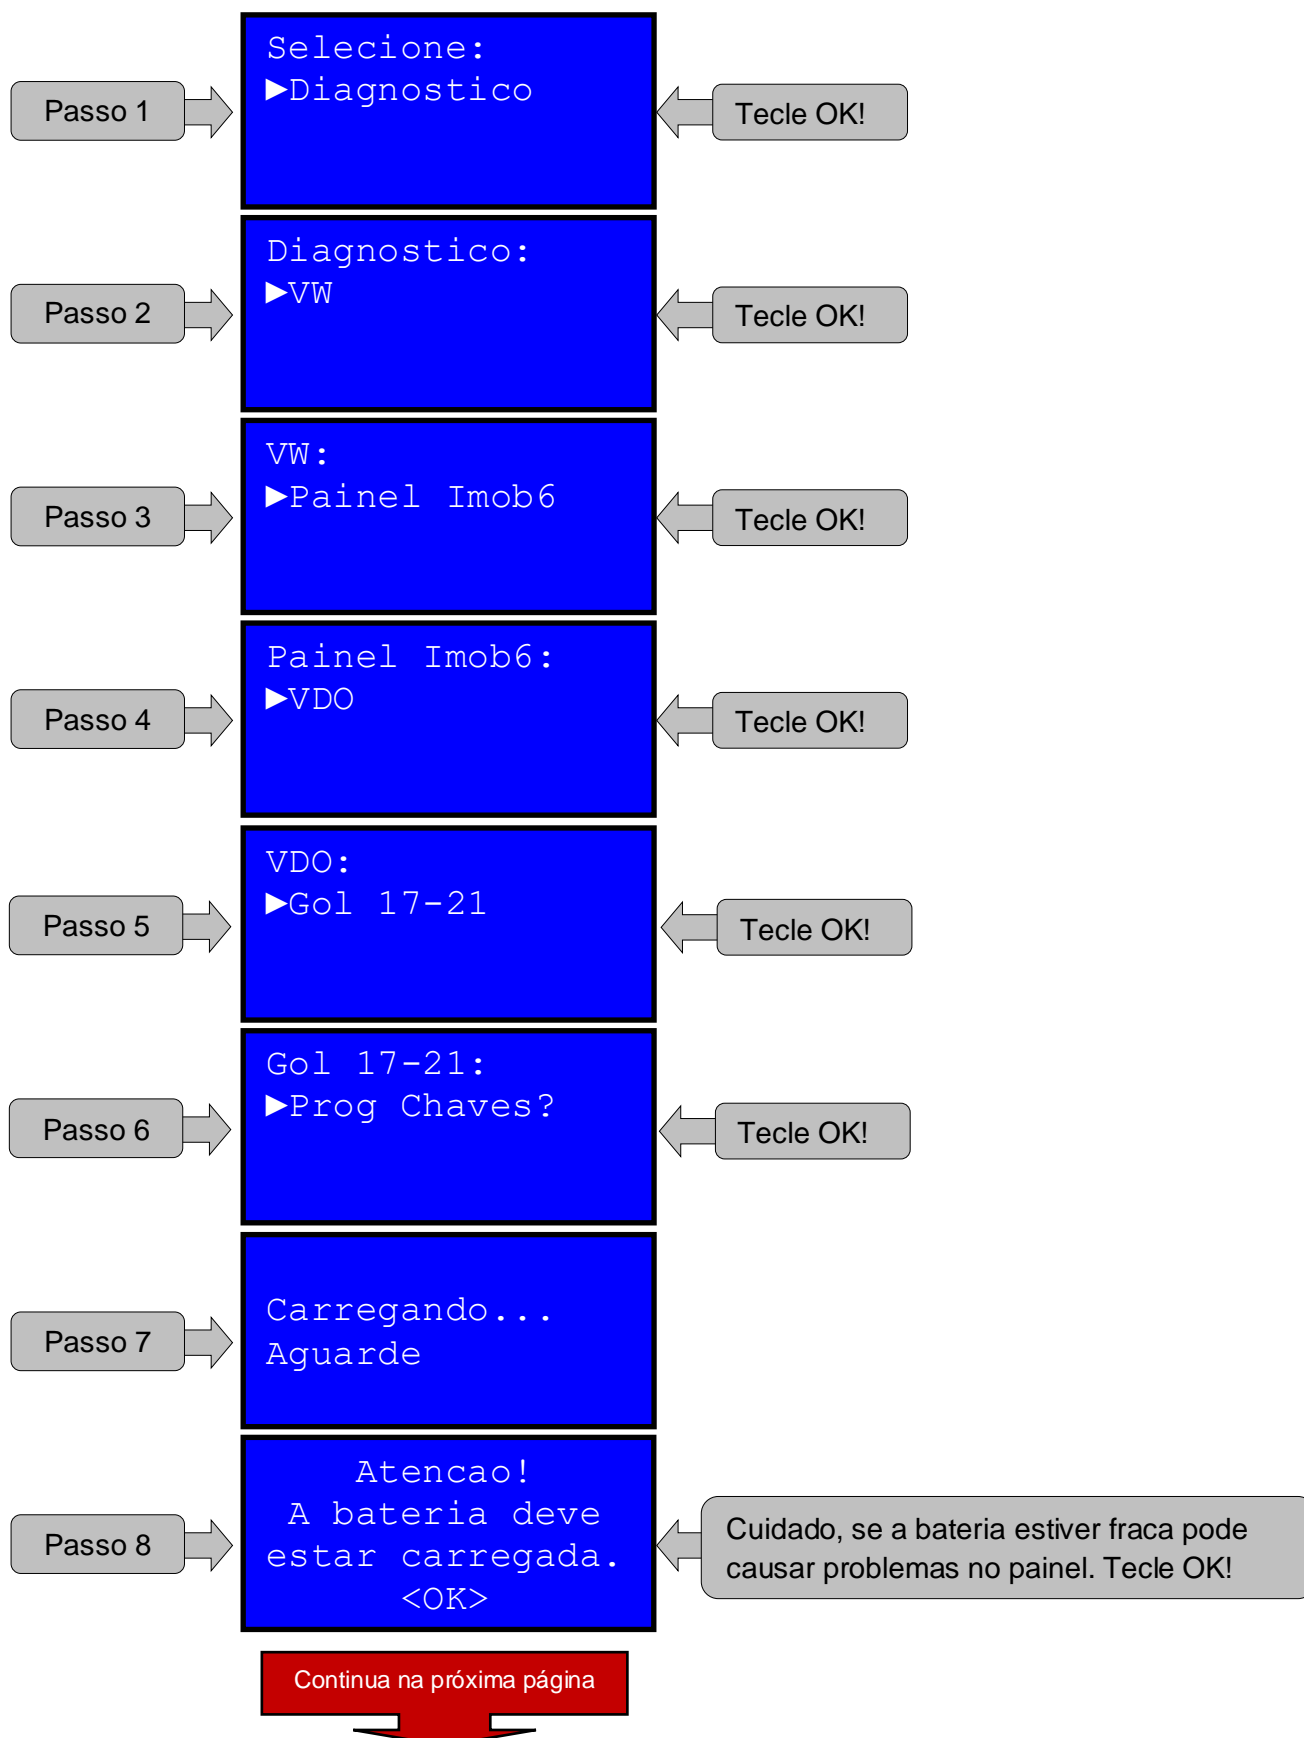 Passo 1
Selecione:
►Diagnostico
Tecle OK!
Passo 2
Diagnostico:
►VW
Tecle OK!
Passo 3
VW:
►Painel Imob6
Tecle OK!
Passo 4
Painel Imob6:
►VDO
Tecle OK!
Passo 5
VDO:
►Gol 17-21
Tecle OK!
Passo 6
Gol 17-21:
►Prog Chaves?
Tecle OK!
Passo 7
Carregando...
Aguarde
Passo 8
Atencao!
A bateria deve
estar carregada.
<OK>
Cuidado, se a bateria estiver fraca pode
causar problemas no painel. Tecle OK!
Continua na próxima página